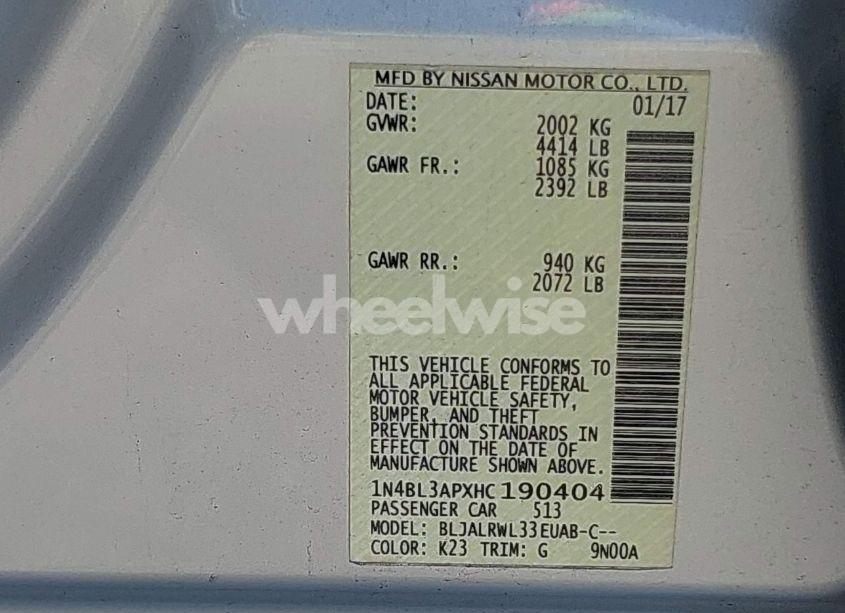 MFD BY NISSAN MOTOR CO., LTD.
DATE: 01/17
GVWR: 2002 KG
4414 LB
GAWR FR.: 1085 KG
2392 LB
GAWR RR.: 940 KG
2072 LB
wheelwise
THIS VEHICLE CONFORMS TO
ALL APPLICABLE FEDERAL
MOTOR VEHICLE SAFETY,
BUMPER, AND THEFT
PREVENTION STANDARDS IN
EFFECT ON THE DATE OF
MANUFACTURE SHOWN ABOVE.
1N4BL3APXHC190404
PASSENGER CAR 513
MODEL: BLJALRWL33EUAB-C--
COLOR: K23 TRIM: G 9N00A